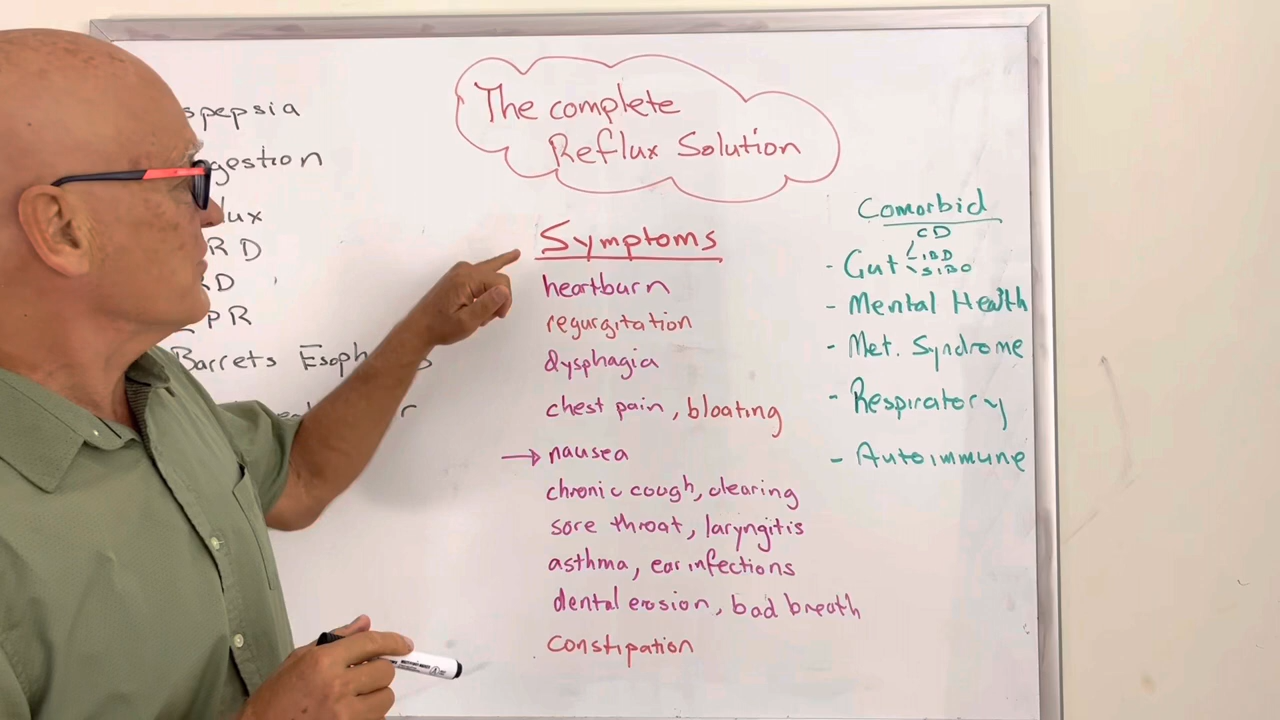 The complete
Reflux Solution
spepsia
gestion
lux
RD
RD
PR
Barrets Esoph s
r
Symptoms
heartburn
regurgitation
dysphagia
chest pain, bloating
→ nausea
chronic cough, clearing
sore throat, laryngitis
asthma, ear infections
dental erosion, bad breath
constipation
Comorbid
CD
- Gut IBD
SIBO
- Mental Health
- Met. Syndrome
- Respiratory
- Autoimmune